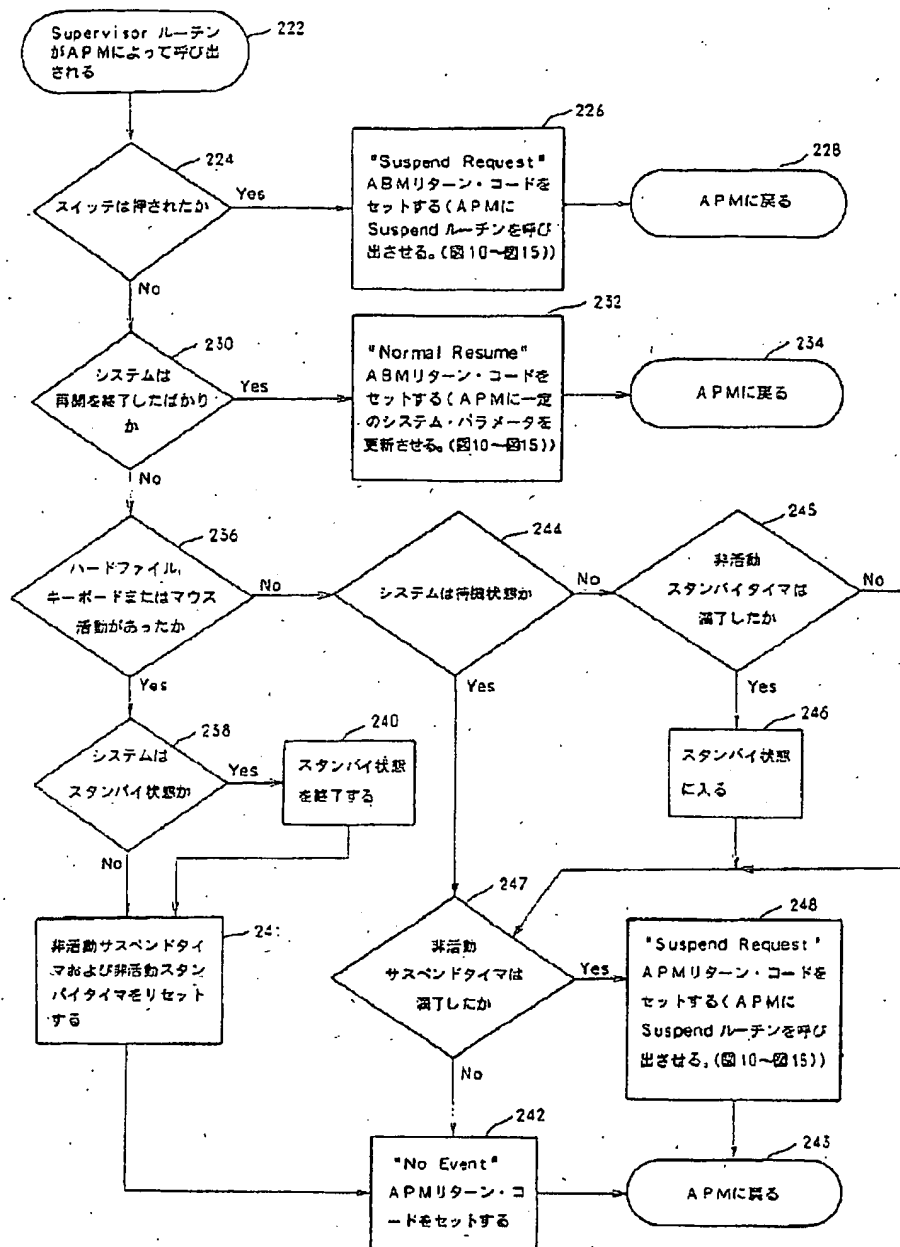 Supervisor ルーチン
がAPMによって呼び出
される
222
224
スイッチは押されたか
Yes
No
226
"Suspend Request"
ABMリターン・コードを
セットする(APMに
Suspend ルーチンを呼び
出させる。(図10〜図15))
228
APMに戻る
230
システムは
再開を終了したばかり
か
Yes
No
232
"Normal Resume"
ABMリターン・コードを
セットする(APMに一定
のシステム・パラメータを
更新させる。(図10〜図15))
234
APMに戻る
236
ハードファイル、
キーボードまたはマウス
活動があったか
No
Yes
244
システムは待機状態か
No
Yes
245
非活動
スタンバイタイマは
満了したか
No
Yes
238
システムは
スタンバイ状態か
Yes
No
240
スタンバイ状態
を終了する
246
スタンバイ状態
に入る
241
非活動サスペンドタイ
マおよび非活動スタン
バイタイマをリセット
する
247
非活動
サスペンドタイマは
満了したか
Yes
No
248
"Suspend Request"
APMリターン・コードを
セットする(APMに
Suspend ルーチンを呼び
出させる。(図10〜図15))
242
"No Event"
APMリターン・コ
ードをセットする
243
APMに戻る